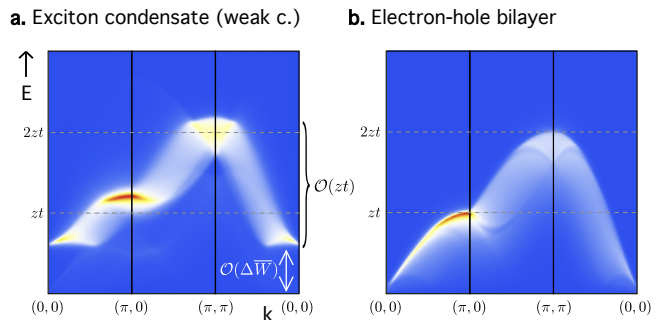 a. Exciton condensate (weak c.)
b. Electron-hole bilayer
E
2zt
zt
𝒪(zt)
𝒪(ΔW̅)
(0, 0)
(π, 0)
(π, π)
(0, 0)
k
2zt
zt
(0, 0)
(π, 0)
(π, π)
(0, 0)